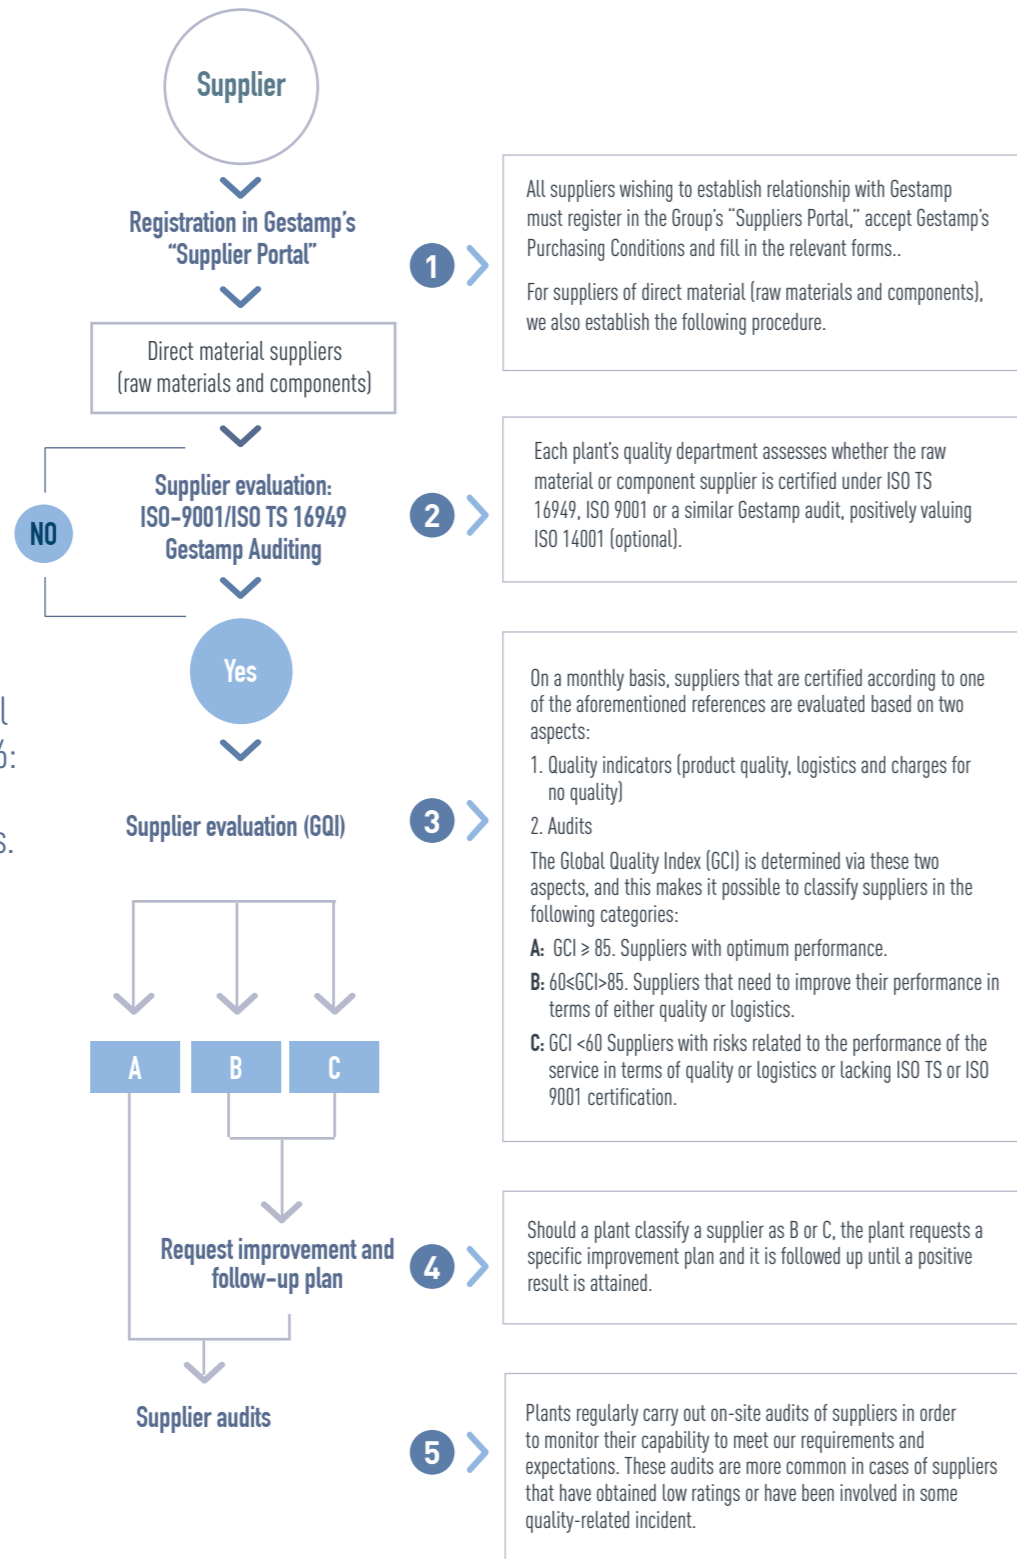 Supplier
Registration in Gestamp's
“Supplier Portal”
1
All suppliers wishing to establish relationship with Gestamp
must register in the Group's “Suppliers Portal,” accept Gestamp's
Purchasing Conditions and fill in the relevant forms..
For suppliers of direct material (raw materials and components),
we also establish the following procedure.
Direct material suppliers
(raw materials and components)
NO
Supplier evaluation:
ISO-9001/ISO TS 16949
Gestamp Auditing
2
Each plant's quality department assesses whether the raw
material or component supplier is certified under ISO TS
16949, ISO 9001 or a similar Gestamp audit, positively valuing
ISO 14001 (optional).
Yes
l
%:
s.
Supplier evaluation (GQI)
3
On a monthly basis, suppliers that are certified according to one
of the aforementioned references are evaluated based on two
aspects:
1. Quality indicators (product quality, logistics and charges for
no quality)
2. Audits
The Global Quality Index (GCI) is determined via these two
aspects, and this makes it possible to classify suppliers in the
following categories:
A: GCI ≥ 85. Suppliers with optimum performance.
B: 60≤GCI>85. Suppliers that need to improve their performance in
terms of either quality or logistics.
C: GCI <60 Suppliers with risks related to the performance of the
service in terms of quality or logistics or lacking ISO TS or ISO
9001 certification.
A
B
C
Request improvement and
follow-up plan
4
Should a plant classify a supplier as B or C, the plant requests a
specific improvement plan and it is followed up until a positive
result is attained.
Supplier audits
5
Plants regularly carry out on-site audits of suppliers in order
to monitor their capability to meet our requirements and
expectations. These audits are more common in cases of suppliers
that have obtained low ratings or have been involved in some
quality-related incident.